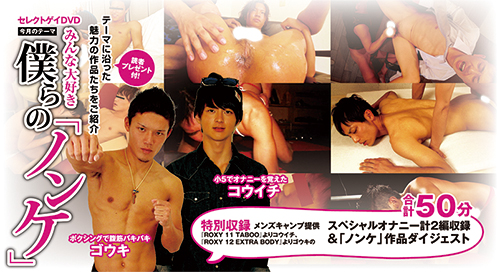 セレクトゲイDVD
今月のテーマ
みんな大好き
僕らの『ノンケ』
テーマに沿った
魅力の作品たちをご紹介
読者
プレゼント
付!
小5でオナニーを覚えた
コウイチ
ボクシングで腹筋バキバキ
ゴウキ
合計50分
特別収録 メンズキャンプ提供
『ROXY 11 TABOO』よりコウイチ、
『ROXY 12 EXTRA BODY』よりゴウキの
スペシャルオナニー計2編収録
&「ノンケ」作品ダイジェスト